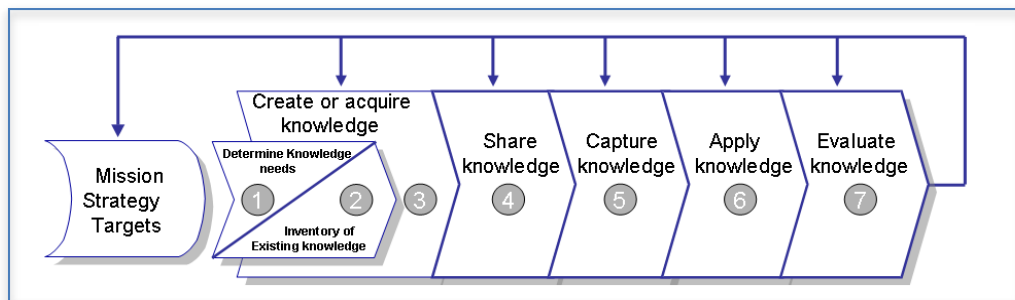 Create or acquire
knowledge
Mission
Strategy
Targets
Determine Knowledge
needs
1
2
Inventory of
Existing knowledge
3
Share
knowledge
4
Capture
knowledge
5
Apply
knowledge
6
Evaluate
knowledge
7